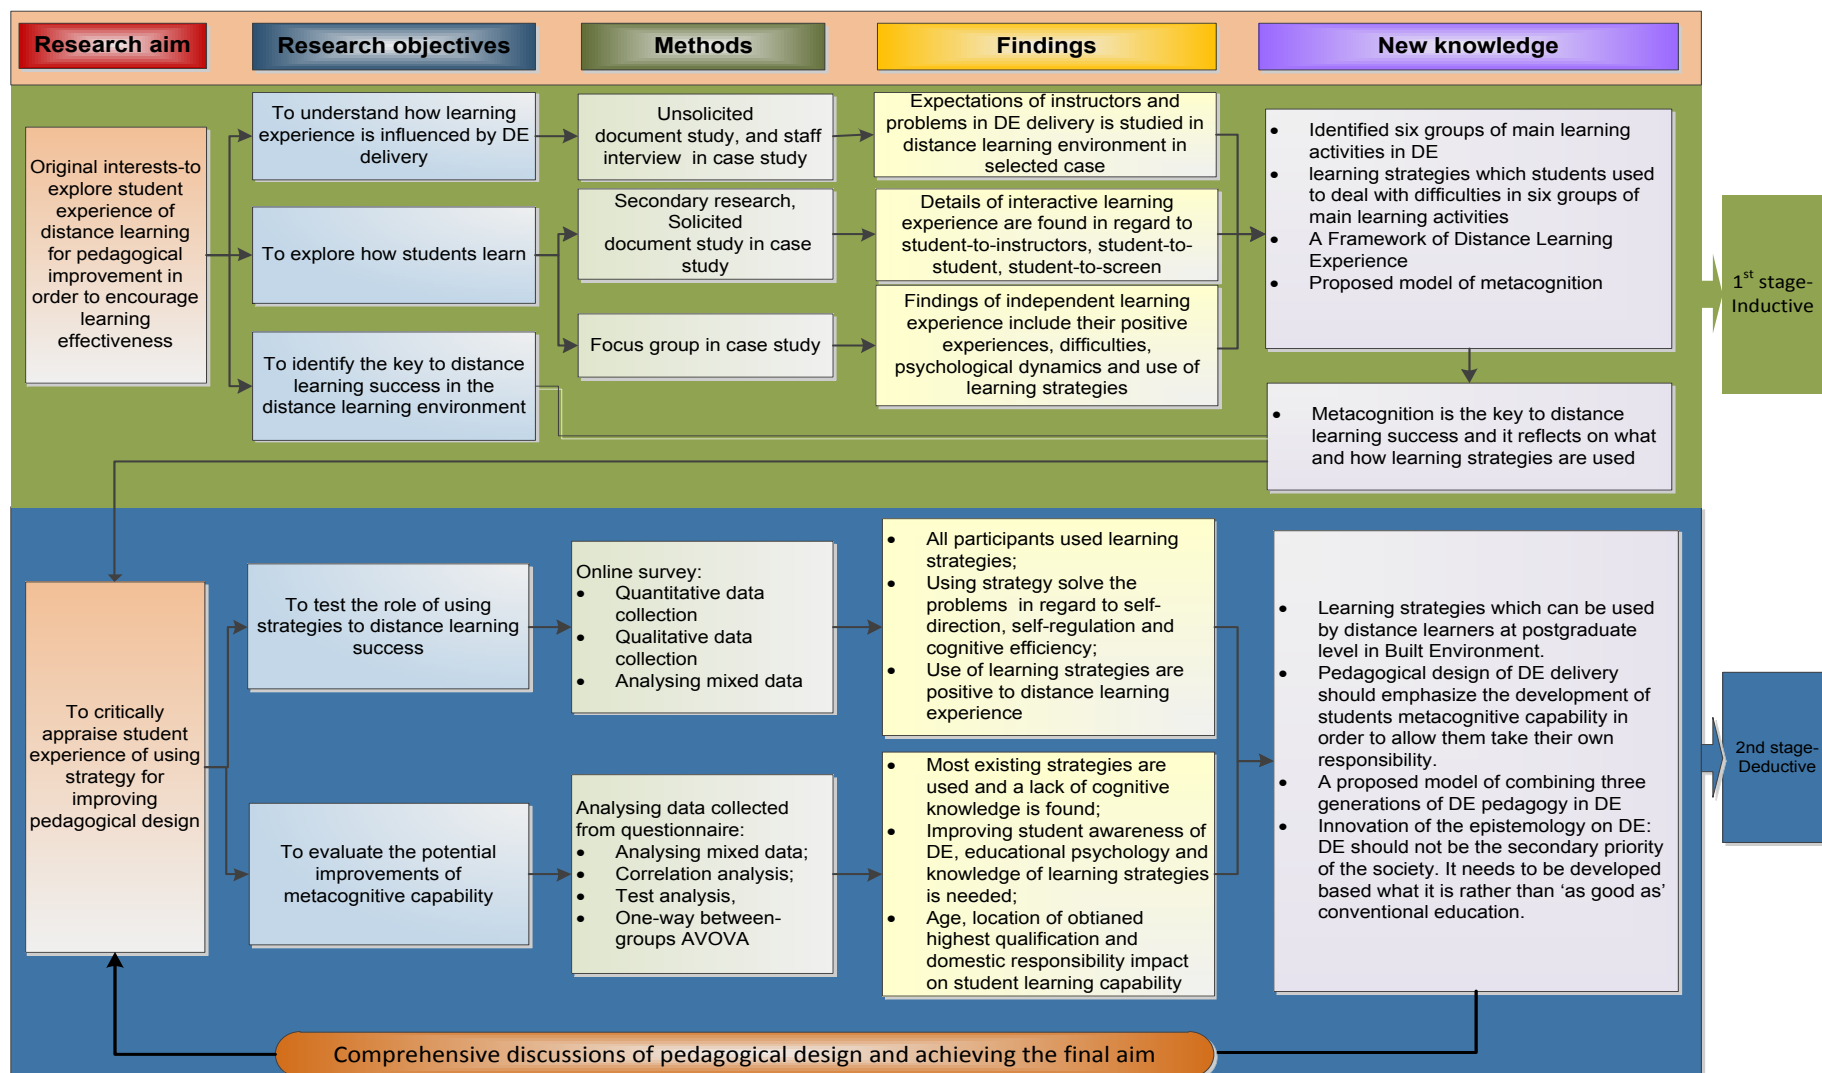 Research aim
Research objectives
Methods
Findings
New knowledge
Original interests-to
explore student
experience of
distance learning
for pedagogical
improvement in
order to encourage
learning
effectiveness
To understand how learning
experience is influenced by DE
delivery
To explore how students learn
To identify the key to distance
learning success in the
distance learning environment
Unsolicited
document study, and staff
interview in case study
Secondary research,
Solicited
document study in case
study
Focus group in case study
Expectations of instructors and
problems in DE delivery is studied in
distance learning environment in
selected case
Details of interactive learning
experience are found in regard to
student-to-instructors, student-to-
student, student-to-screen
Findings of independent learning
experience include their positive
experiences, difficulties,
psychological dynamics and use of
learning strategies
• Identified six groups of main learning
activities in DE
• learning strategies which students used
to deal with difficulties in six groups of
main learning activities
• A Framework of Distance Learning
Experience
• Proposed model of metacognition
• Metacognition is the key to distance
learning success and it reflects on what
and how learning strategies are used
1st stage-
Inductive
To critically
appraise student
experience of using
strategy for
improving
pedagogical design
To test the role of using
strategies to distance learning
success
To evaluate the potential
improvements of
metacognitive capability
Online survey:
• Quantitative data
collection
• Qualitative data
collection
• Analysing mixed data
Analysing data collected
from questionnaire:
• Analysing mixed data;
• Correlation analysis;
• Test analysis,
• One-way between-
groups AVOVA
• All participants used learning
strategies;
• Using strategy solve the
problems in regard to self-
direction, self-regulation and
cognitive efficiency;
• Use of learning strategies are
positive to distance learning
experience
• Most existing strategies are
used and a lack of cognitive
knowledge is found;
• Improving student awareness of
DE, educational psychology and
knowledge of learning strategies
is needed;
• Age, location of obtianed
highest qualification and
domestic responsibility impact
on student learning capability
• Learning strategies which can be used
by distance learners at postgraduate
level in Built Environment.
• Pedagogical design of DE delivery
should emphasize the development of
students metacognitive capability in
order to allow them take their own
responsibility.
• A proposed model of combining three
generations of DE pedagogy in DE
• Innovation of the epistemology on DE:
DE should not be the secondary priority
of the society. It needs to be developed
based what it is rather than ‘as good as’
conventional education.
2nd stage-
Deductive
Comprehensive discussions of pedagogical design and achieving the final aim